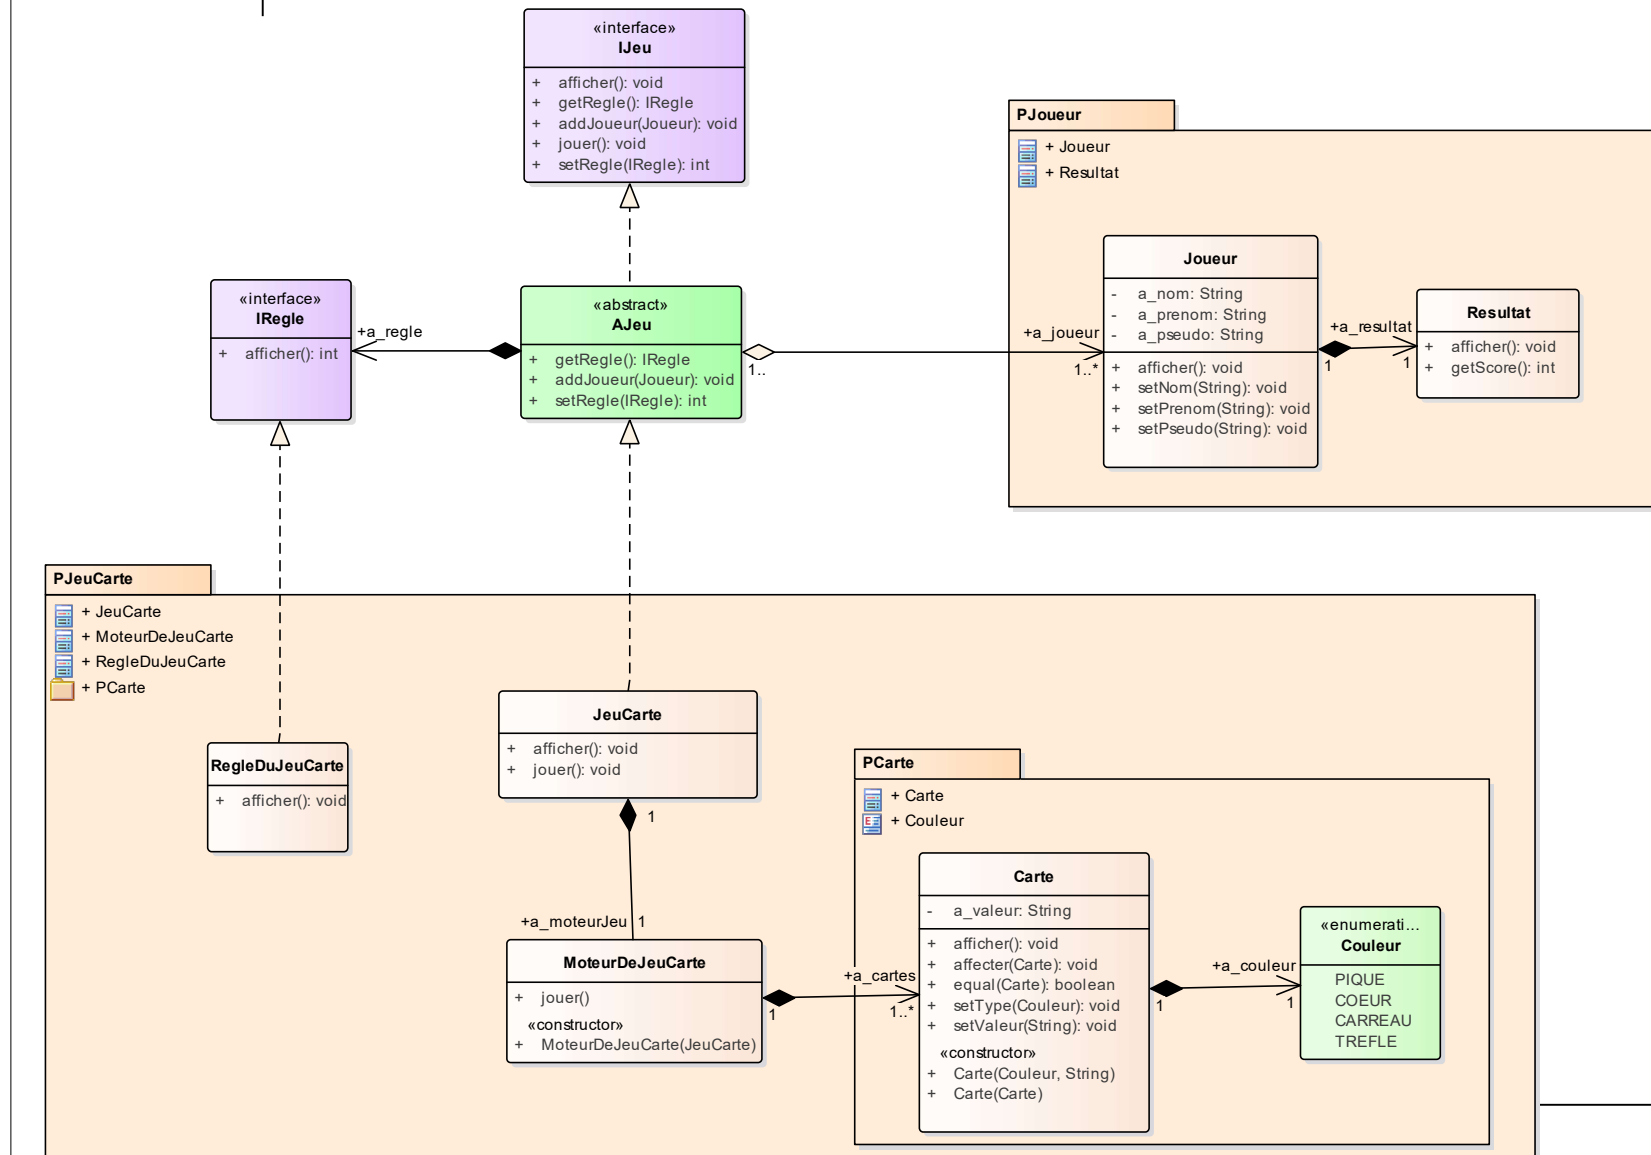 «interface»
IJeu
+ afficher(): void
+ getRegle(): IRegle
+ addJoueur(Joueur): void
+ jouer(): void
+ setRegle(IRegle): int
PJoueur
+ Joueur
+ Resultat
Joueur
- a_nom: String
- a_prenom: String
- a_pseudo: String
+ afficher(): void
+ setNom(String): void
+ setPrenom(String): void
+ setPseudo(String): void
+a_resultat
1
1
Resultat
+ afficher(): void
+ getScore(): int
«interface»
IRegle
+ afficher(): int
+a_regle
«abstract»
AJeu
+ getRegle(): IRegle
+ addJoueur(Joueur): void
+ setRegle(IRegle): int
1..
+a_joueur
1..*
PJeuCarte
+ JeuCarte
+ MoteurDeJeuCarte
+ RegleDuJeuCarte
+ PCarte
RegleDuJeuCarte
+ afficher(): void
JeuCarte
+ afficher(): void
+ jouer(): void
1
+a_moteurJeu 1
MoteurDeJeuCarte
+ jouer()
«constructor»
+ MoteurDeJeuCarte(JeuCarte)
1
+a_cartes
1..*
PCarte
+ Carte
+ Couleur
Carte
- a_valeur: String
+ afficher(): void
+ affecter(Carte): void
+ equal(Carte): boolean
+ setType(Couleur): void
+ setValeur(String): void
«constructor»
+ Carte(Couleur, String)
+ Carte(Carte)
1
+a_couleur
1
«enumerati...
Couleur
PIQUE
COEUR
CARREAU
TREFLE